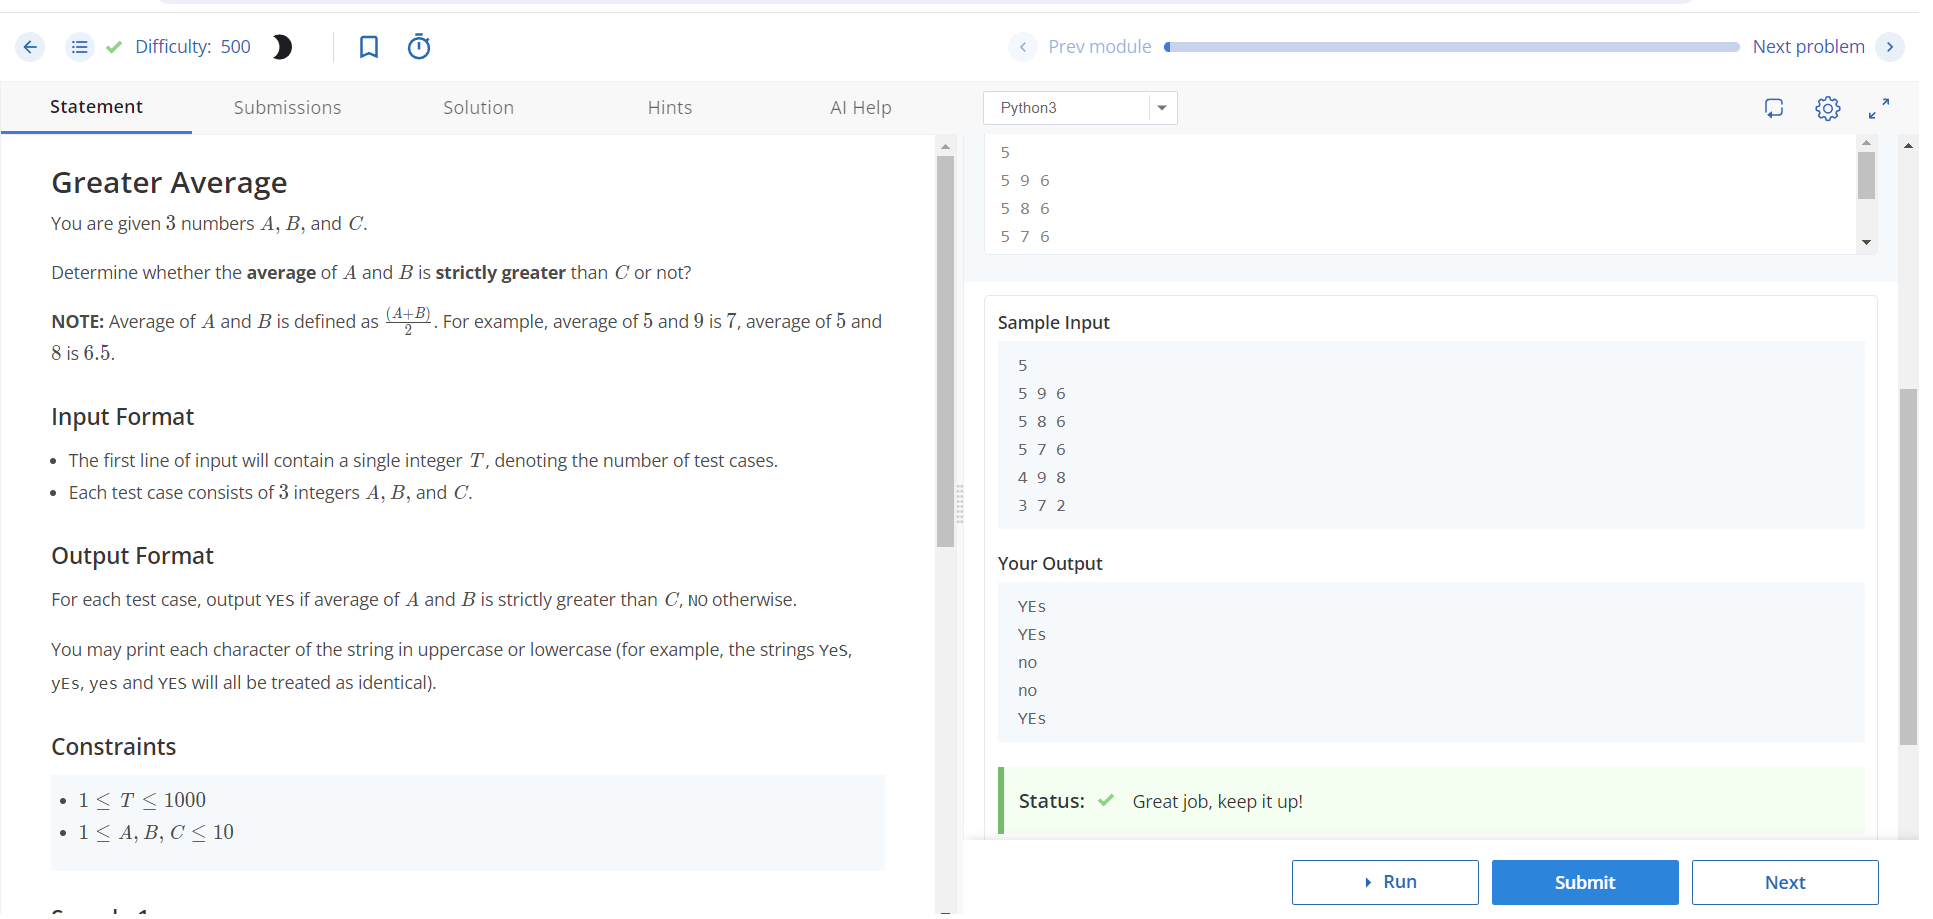 Difficulty: 500
Prev module
Next problem
Statement
Submissions
Solution
Hints
AI Help
Python3
Greater Average
You are given 3 numbers A, B, and C.
Determine whether the average of A and B is strictly greater than C or not?
NOTE: Average of A and B is defined as (A+B)/2. For example, average of 5 and 9 is 7, average of 5 and
8 is 6.5.
Input Format
• The first line of input will contain a single integer T, denoting the number of test cases.
• Each test case consists of 3 integers A, B, and C.
Output Format
For each test case, output YES if average of A and B is strictly greater than C, NO otherwise.
You may print each character of the string in uppercase or lowercase (for example, the strings YeS,
yEs, yes and YES will all be treated as identical).
Constraints
• 1 ≤ T ≤ 1000
• 1 ≤ A, B, C ≤ 10
5
5 9 6
5 8 6
5 7 6
Sample Input
5
5 9 6
5 8 6
5 7 6
4 9 8
3 7 2
Your Output
YEs
YEs
no
no
YEs
Status: Great job, keep it up!
Run
Submit
Next